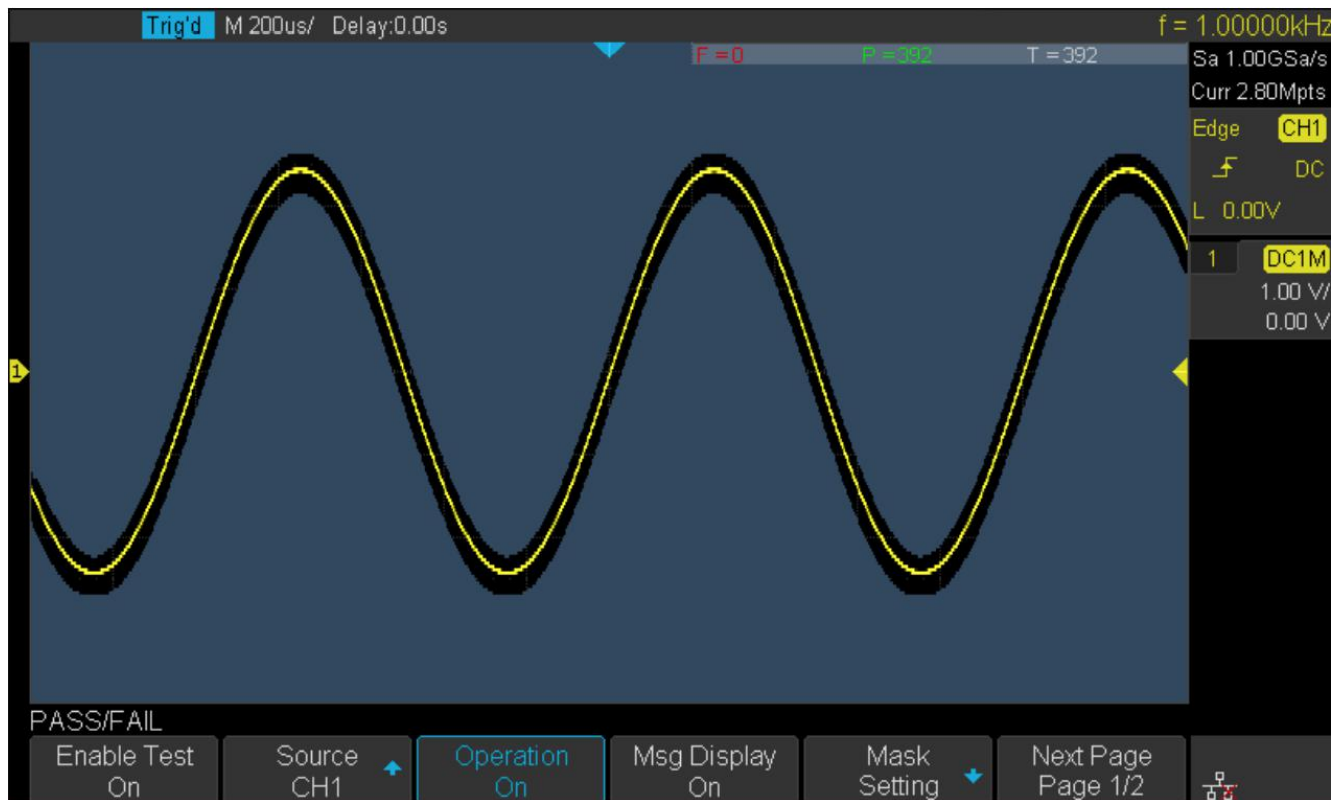 Trig'd M 200us/ Delay:0.00s f = 1.00000kHz
F =0 P =392 T =392
Sa 1.00GSa/s
Curr 2.80Mpts
Edge CH1
DC
L 0.00V
1 DC1M
1.00 V/
0.00 V
1
PASS/FAIL
Enable Test
On
Source
CH1
Operation
On
Msg Display
On
Mask
Setting
Next Page
Page 1/2